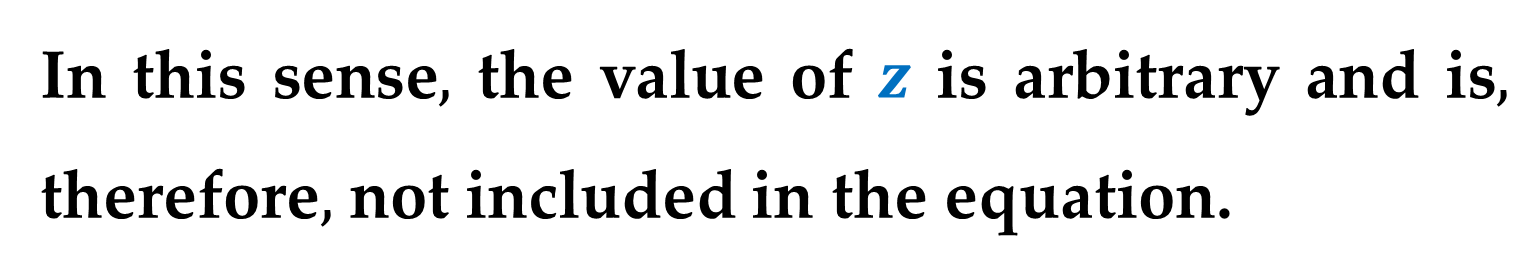 In this sense, the value of z is arbitrary and is,
therefore, not included in the equation.